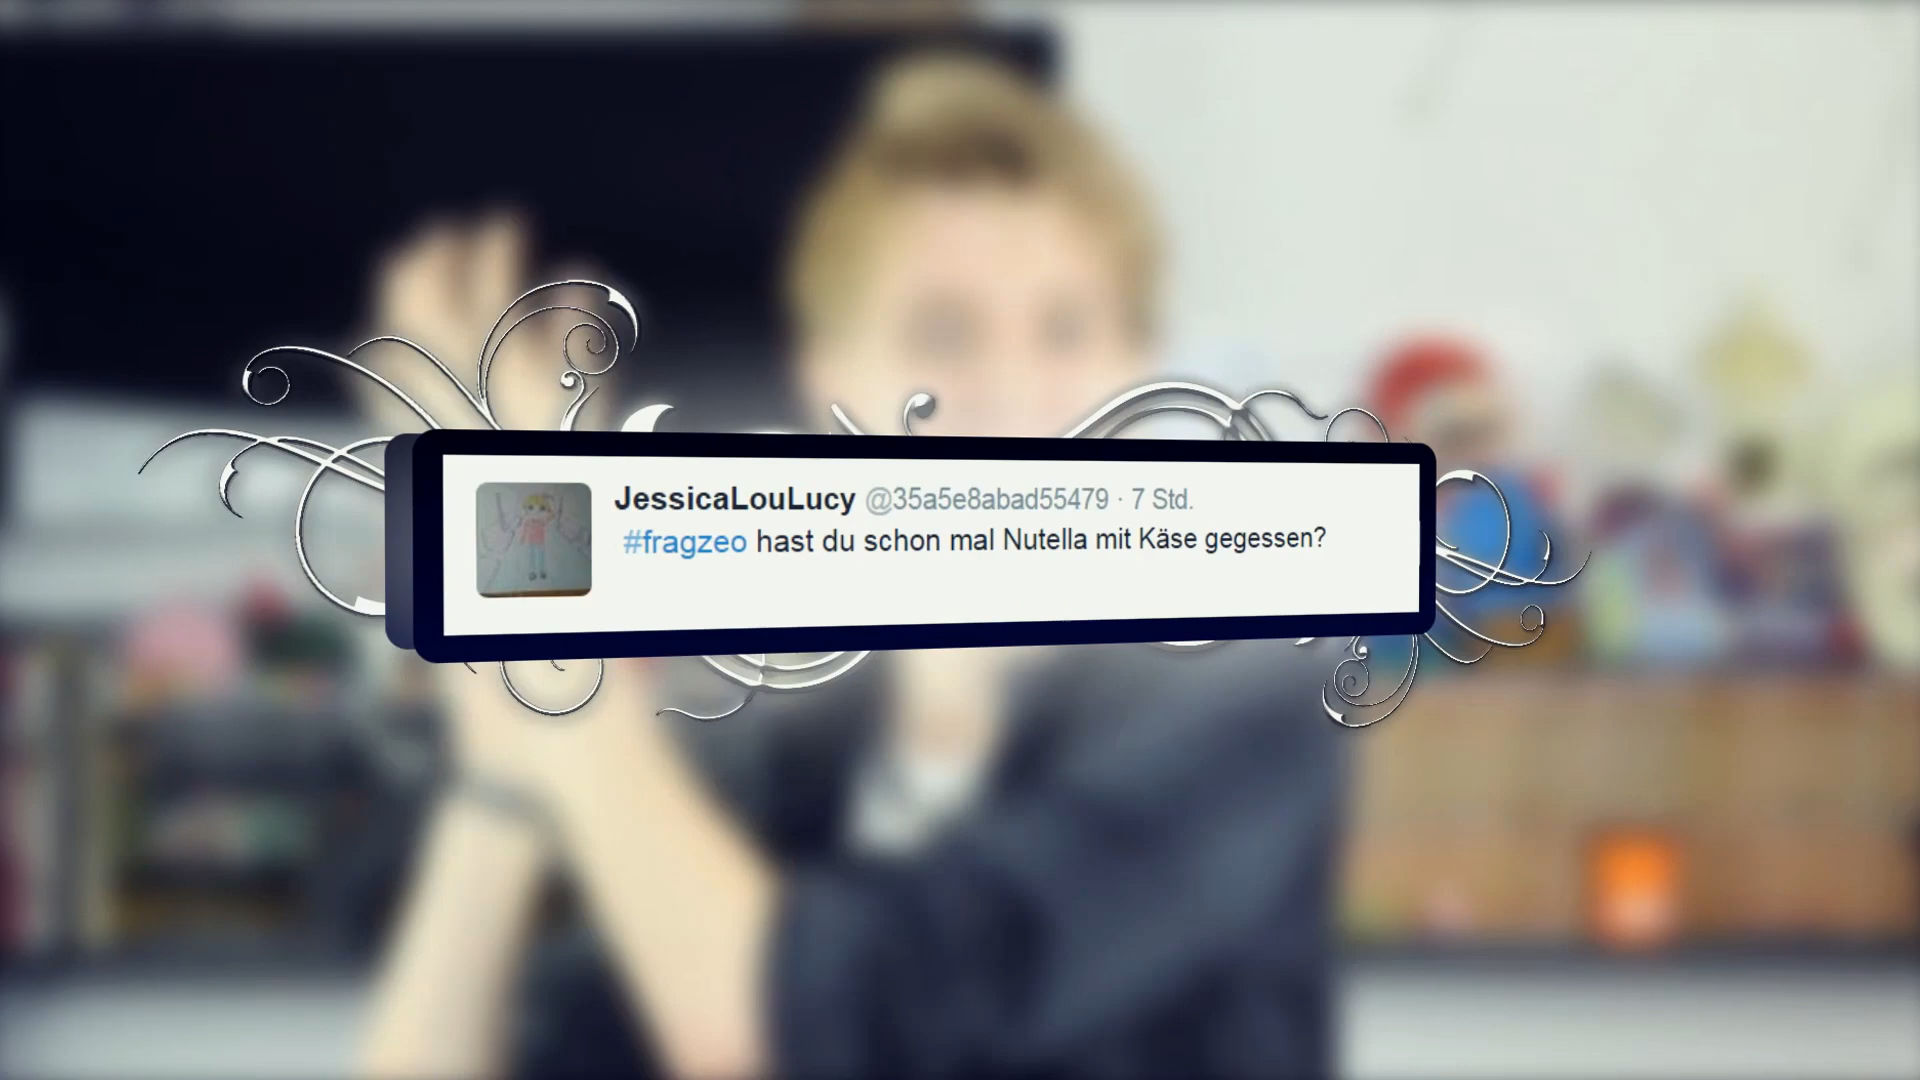 JessicaLouLucy @35a5e8abad55479 · 7 Std.
#fragzeo hast du schon mal Nutella mit Käse gegessen?